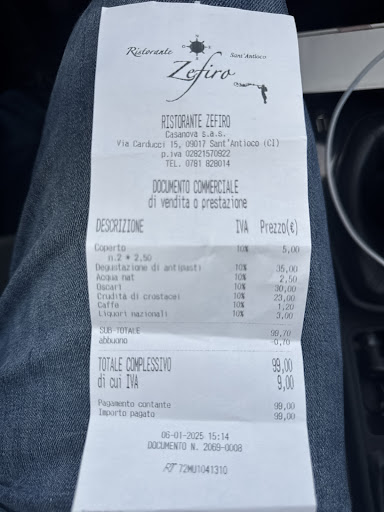 Ristorante Sant'Antioco
Zefiro
RISTORANTE ZEFIRO
Casanova s.a.s.
Via Carducci 15, 09017 Sant'Antioco (CI)
p.iva 02821570922
TEL. 0781 828014
DOCUMENTO COMMERCIALE
di vendita o prestazione
DESCRIZIONE IVA Prezzo(€)
Coperto 10% 5,00
n.2 * 2,50
Degustazione di antipasti 10% 35,00
Acqua nat 10% 2,50
Oscari 10% 30,00
Crudità di crostacei 10% 23,00
Caffe 10% 1,20
Liquori nazionali 10% 3,00
SUB TOTALE 99,70
abbuono -0,70
TOTALE COMPLESSIVO 99,00
di cui IVA 9,00
Pagamento contante 99,00
Importo pagato 99,00
06-01-2025 15:14
DOCUMENTO N. 2069-0008
RT 72MU1041310